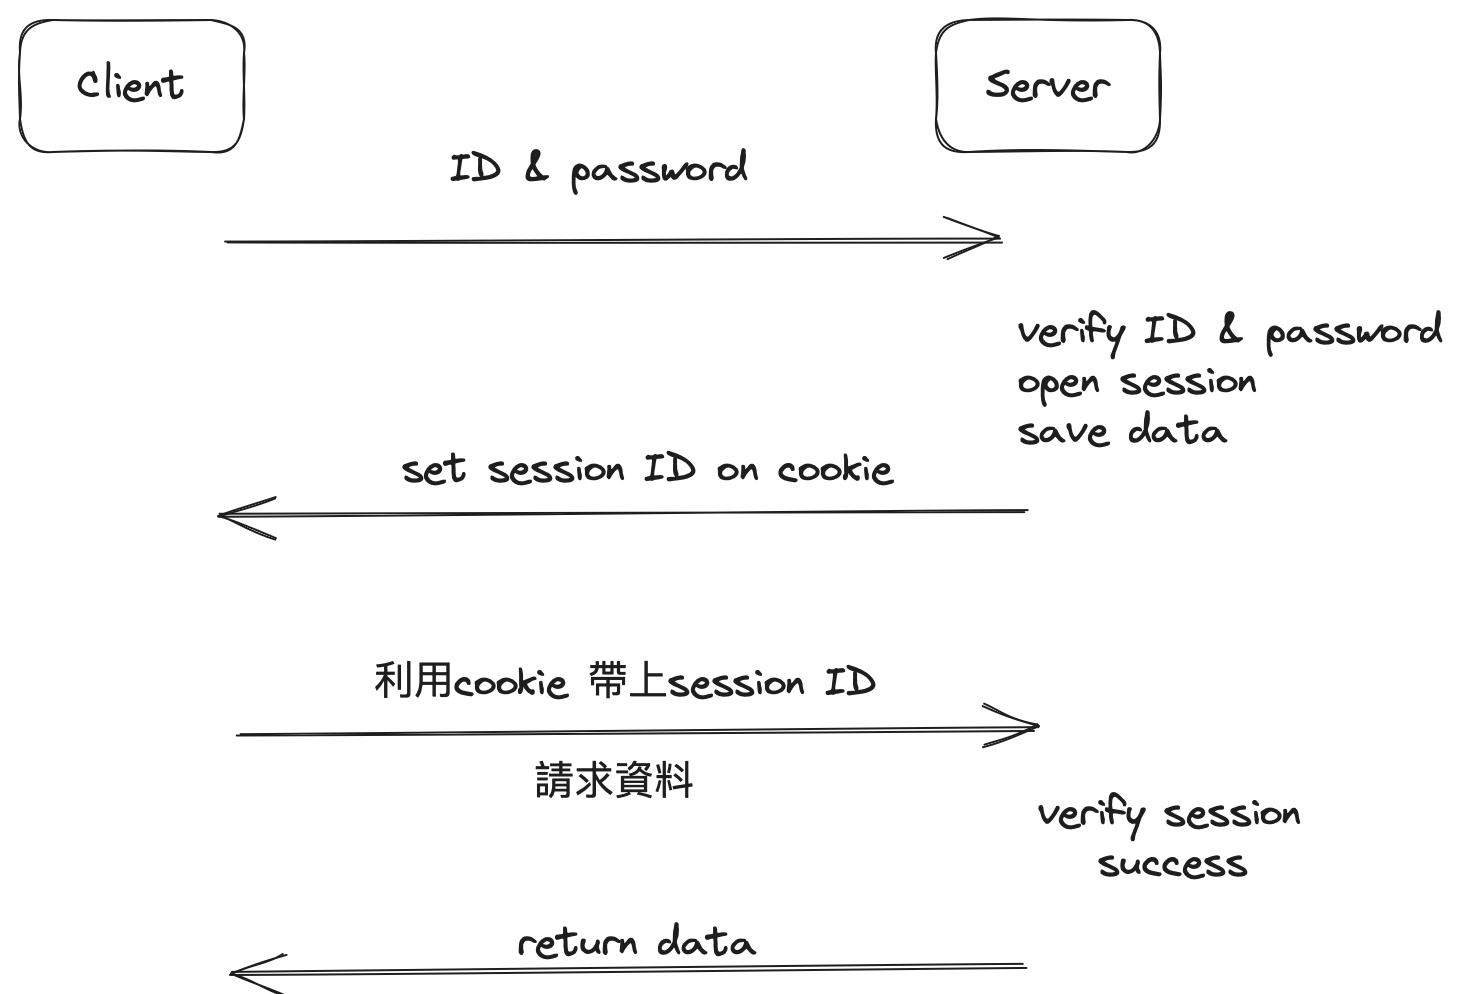 Client
Server
ID & password
verify ID & password
open session
save data
set session ID on cookie
利用cookie 帶上session ID
請求資料
verify session
success
return data